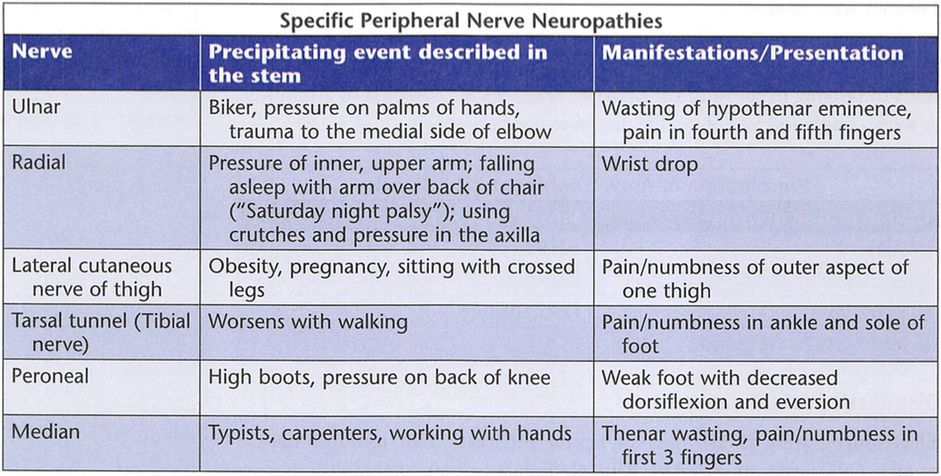 Specific Peripheral Nerve Neuropathies
Nerve
Precipitating event described in
the stem
Manifestations/Presentation
Ulnar
Biker, pressure on palms of hands,
trauma to the medial side of elbow
Wasting of hypothenar eminence,
pain in fourth and fifth fingers
Radial
Pressure of inner, upper arm; falling
asleep with arm over back of chair
("Saturday night palsy"); using
crutches and pressure in the axilla
Wrist drop
Lateral cutaneous
nerve of thigh
Obesity, pregnancy, sitting with crossed
legs
Pain/numbness of outer aspect of
one thigh
Tarsal tunnel (Tibial
nerve)
Worsens with walking
Pain/numbness in ankle and sole of
foot
Peroneal
High boots, pressure on back of knee
Weak foot with decreased
dorsiflexion and eversion
Median
Typists, carpenters, working with hands
Thenar wasting, pain/numbness in
first 3 fingers